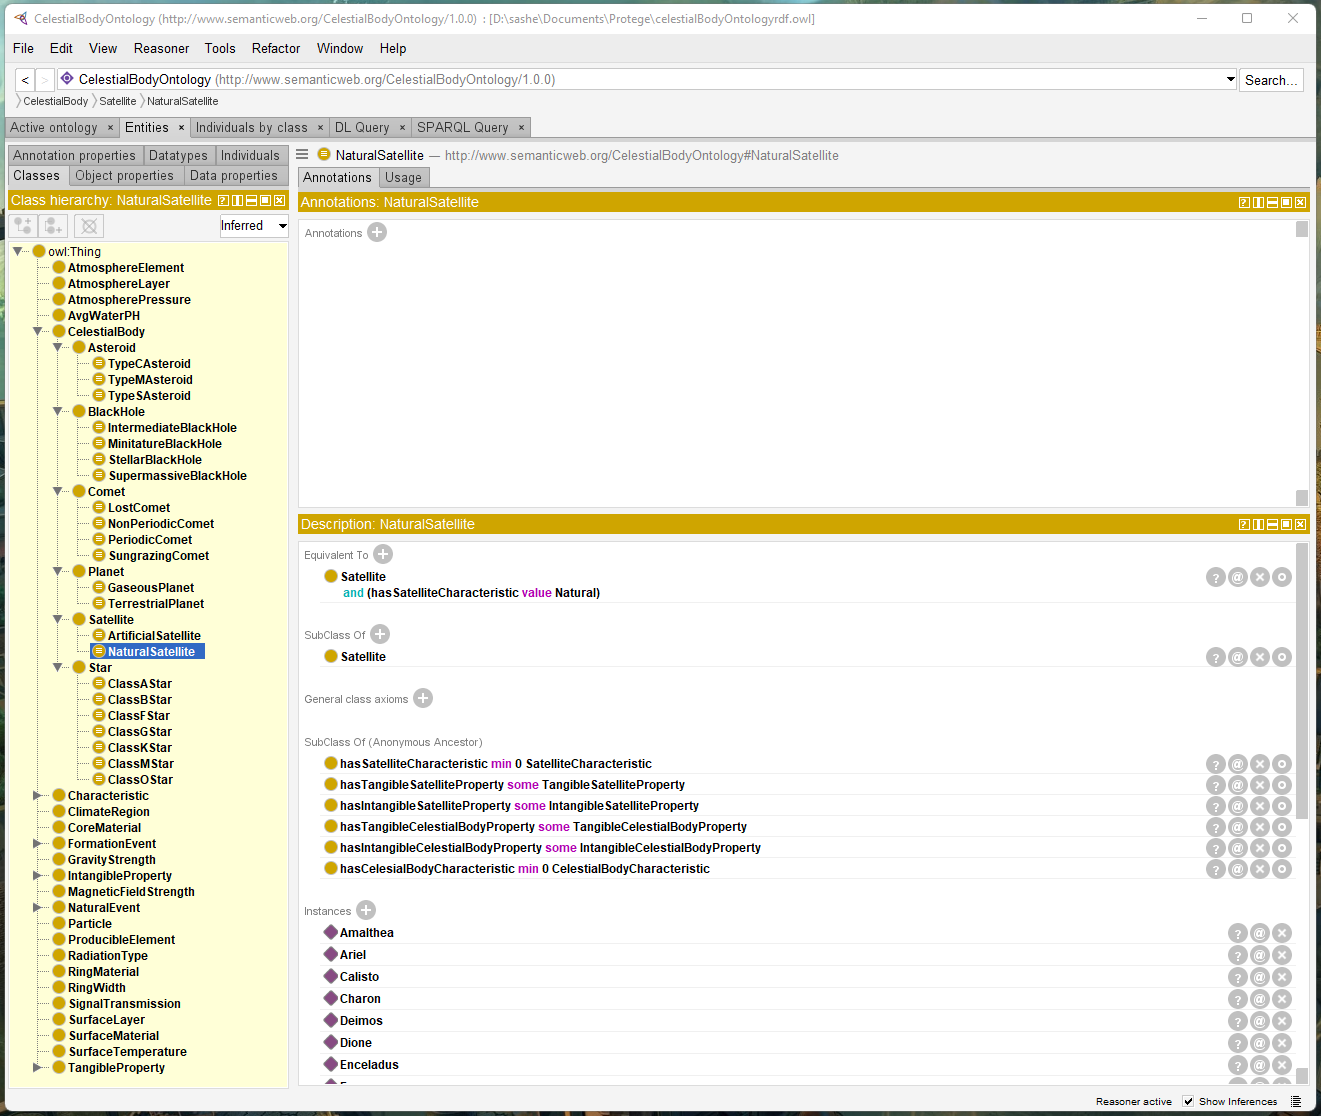 CelestialBodyOntology (http://www.semanticweb.org/CelestialBodyOntology/1.0.0) : [D:\sashe\Documents\Protege\celestialBodyOntologyrdf.owl]
File Edit View Reasoner Tools Refactor Window Help
< > CelestialBodyOntology (http://www.semanticweb.org/CelestialBodyOntology/1.0.0) Search...
CelestialBody Satellite NaturalSatellite
Active ontology × Entities × Individuals by class × DL Query × SPARQL Query ×
Annotation properties Datatypes Individuals
Classes Object properties Data properties
Class hierarchy: NaturalSatellite
Inferred
owl:Thing
AtmosphereElement
AtmosphereLayer
AtmospherePressure
AvgWaterPH
CelestialBody
Asteroid
TypeCAsteroid
TypeMAsteroid
TypeSAsteroid
BlackHole
IntermediateBlackHole
MinitatureBlackHole
StellarBlackHole
SupermassiveBlackHole
Comet
LostComet
NonPeriodicComet
PeriodicComet
SungrazingComet
Planet
GaseousPlanet
TerrestrialPlanet
Satellite
ArtificialSatellite
NaturalSatellite
Star
ClassAStar
ClassBStar
ClassFStar
ClassGStar
ClassKStar
ClassMStar
ClassOStar
Characteristic
ClimateRegion
CoreMaterial
FormationEvent
GravityStrength
IntangibleProperty
MagneticFieldStrength
NaturalEvent
Particle
ProducibleElement
RadiationType
RingMaterial
RingWidth
SignalTransmission
SurfaceLayer
SurfaceMaterial
SurfaceTemperature
TangibleProperty
NaturalSatellite — http://www.semanticweb.org/CelestialBodyOntology#NaturalSatellite
Annotations Usage
Annotations: NaturalSatellite
Annotations
Description: NaturalSatellite
Equivalent To
Satellite
and (hasSatelliteCharacteristic value Natural)
SubClass Of
Satellite
General class axioms
SubClass Of (Anonymous Ancestor)
hasSatelliteCharacteristic min 0 SatelliteCharacteristic
hasTangibleSatelliteProperty some TangibleSatelliteProperty
hasIntangibleSatelliteProperty some IntangibleSatelliteProperty
hasTangibleCelestialBodyProperty some TangibleCelestialBodyProperty
hasIntangibleCelestialBodyProperty some IntangibleCelestialBodyProperty
hasCelesialBodyCharacteristic min 0 CelestialBodyCharacteristic
Instances
Amalthea
Ariel
Calisto
Charon
Deimos
Dione
Enceladus
Reasoner active Show Inferences